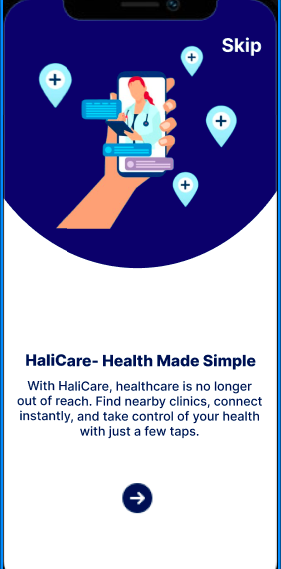 Skip
HaliCare- Health Made Simple
With HaliCare, healthcare is no longer
out of reach. Find nearby clinics, connect
instantly, and take control of your health
with just a few taps.